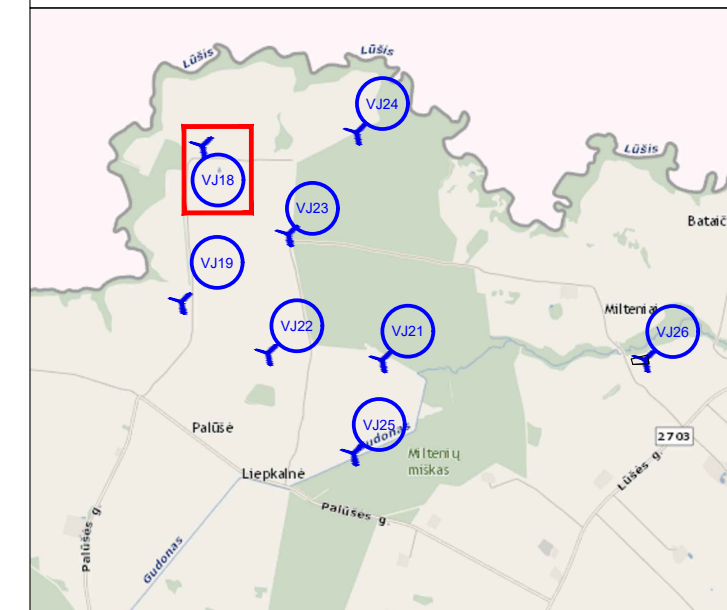 Lūšis
Lūšis
VJ24
Lūšis
VJ18
VJ23
Bataič
VJ19
Milteniai
VJ22
VJ21
VJ26
Palūšė
VJ25
Gudonas
2703
Miltenių
miškas
Liepkalnė
Lūšės g.
Palūšės g.
Palūšės g.
Gudonas